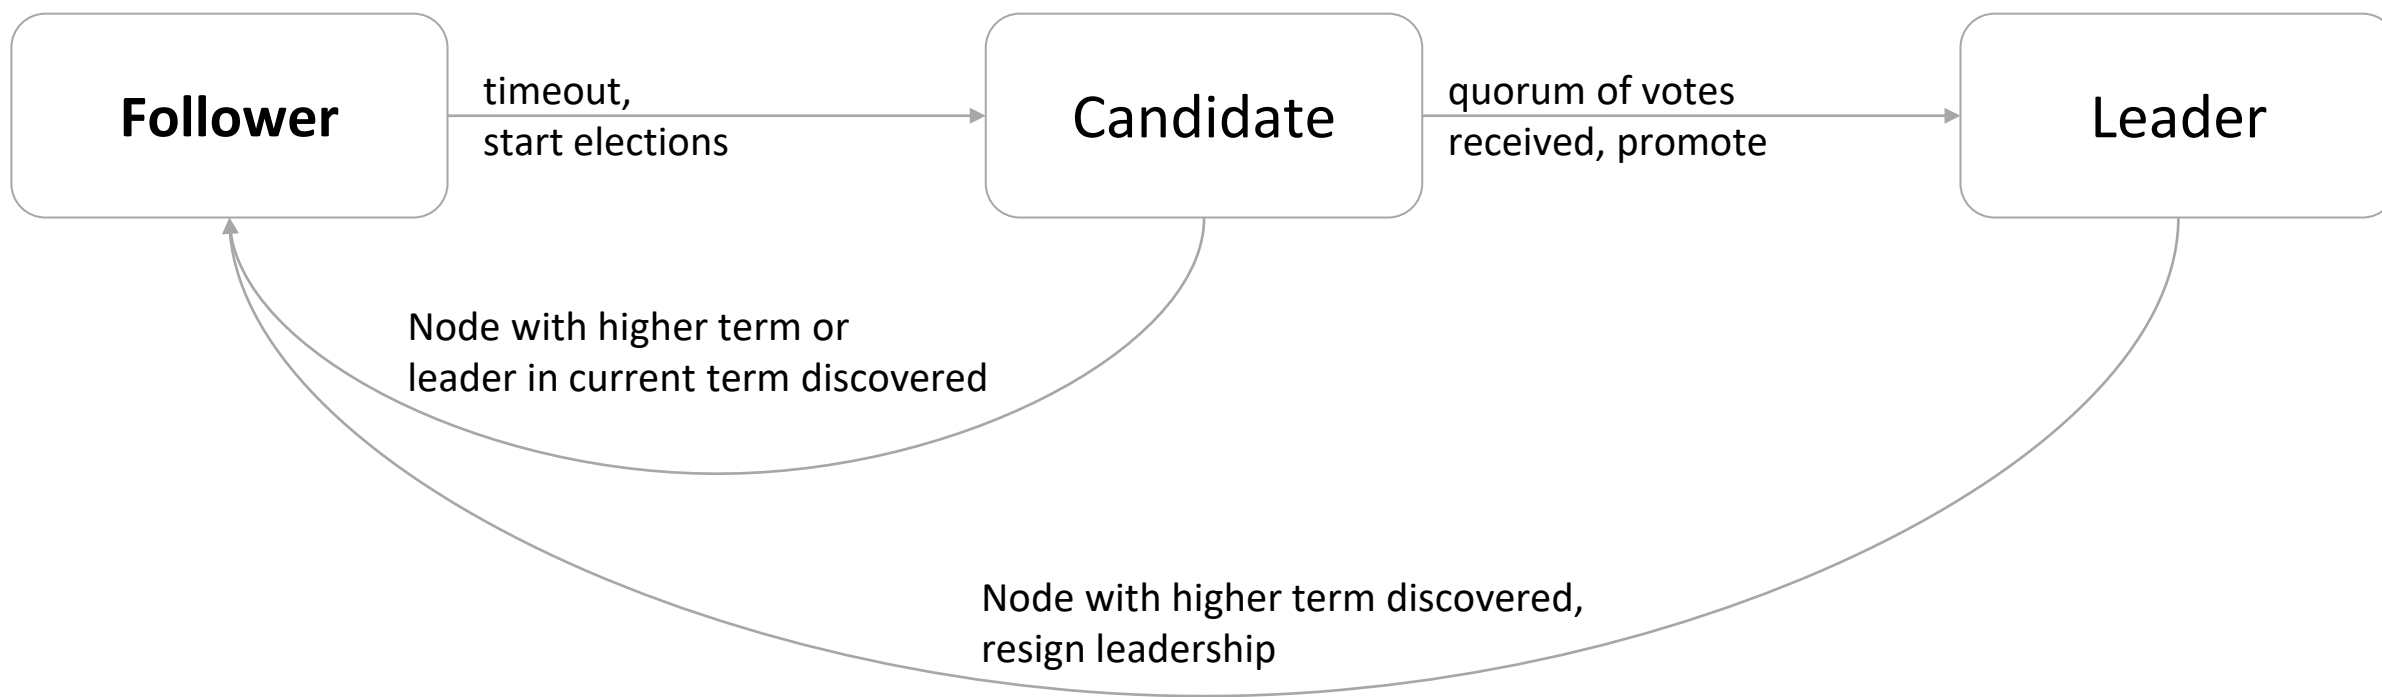 Follower
timeout,
start elections
Candidate
quorum of votes
received, promote
Leader
Node with higher term or
leader in current term discovered
Node with higher term discovered,
resign leadership